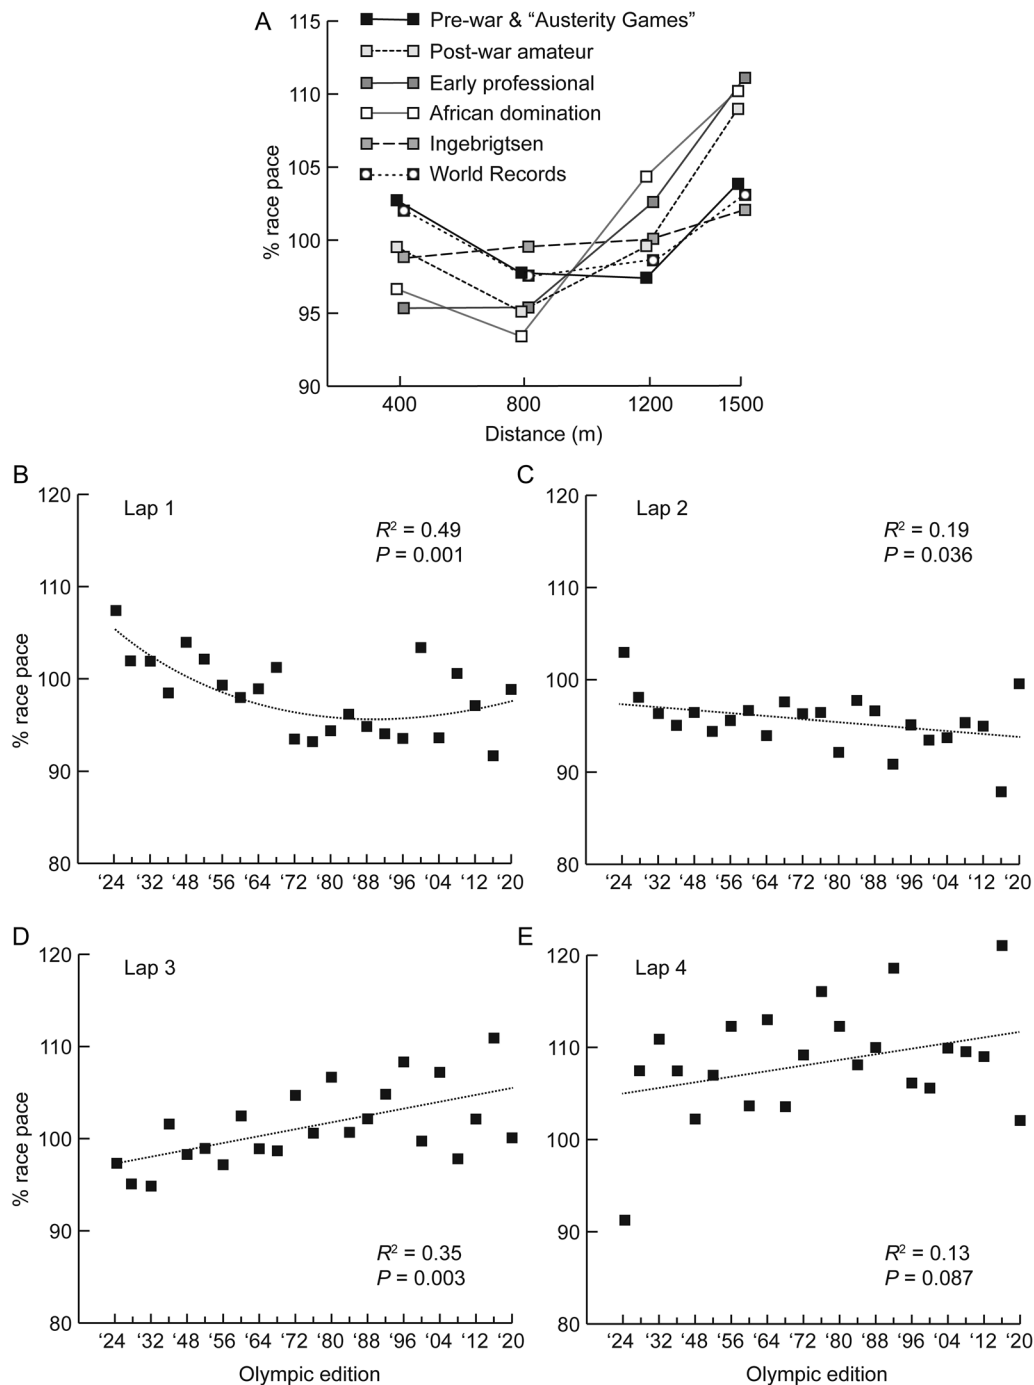 A
115
110
105
100
95
90
% race pace
Pre-war & “Austerity Games”
Post-war amateur
Early professional
African domination
Ingebrigtsen
World Records
400 800 1200 1500
Distance (m)
B
Lap 1
R² = 0.49
P = 0.001
120
110
100
90
80
% race pace
‘24 ‘32 ‘48 ‘56 ‘64 ‘72 ‘80 ‘88 ‘96 ‘04 ‘12 ‘20
C
Lap 2
R² = 0.19
P = 0.036
120
110
100
90
80
‘24 ‘32 ‘48 ‘56 ‘64 ‘72 ‘80 ‘88 ‘96 ‘04 ‘12 ‘20
D
Lap 3
R² = 0.35
P = 0.003
120
110
100
90
80
% race pace
‘24 ‘32 ‘48 ‘56 ‘64 ‘72 ‘80 ‘88 ‘96 ‘04 ‘12 ‘20
Olympic edition
E
Lap 4
R² = 0.13
P = 0.087
120
110
100
90
80
‘24 ‘32 ‘48 ‘56 ‘64 ‘72 ‘80 ‘88 ‘96 ‘04 ‘12 ‘20
Olympic edition